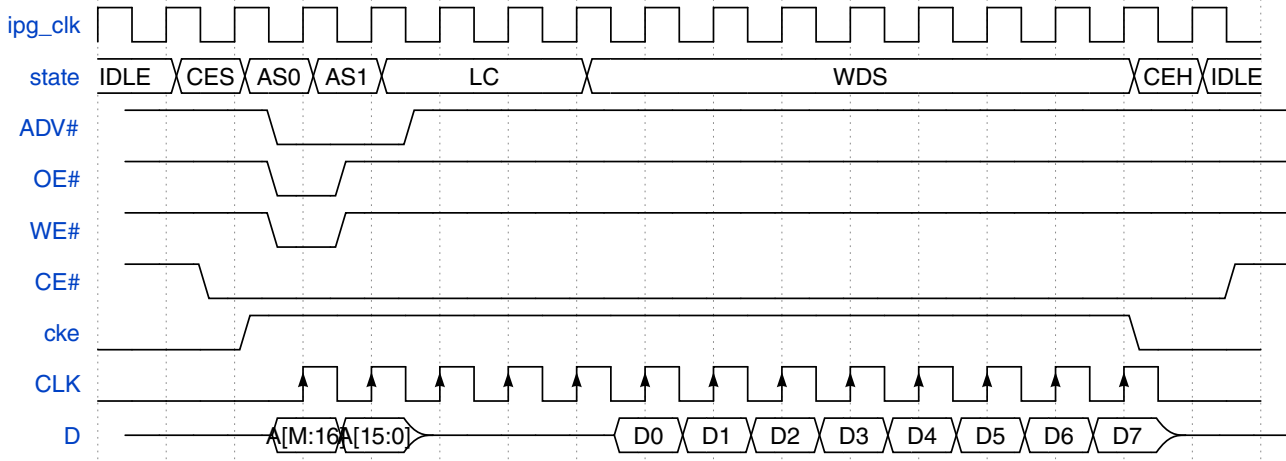 ipg_clk
state IDLE CES AS0 AS1 LC WDS CEH IDLE
ADV#
OE#
WE#
CE#
cke
CLK
D A[M:16] A[15:0] D0 D1 D2 D3 D4 D5 D6 D7